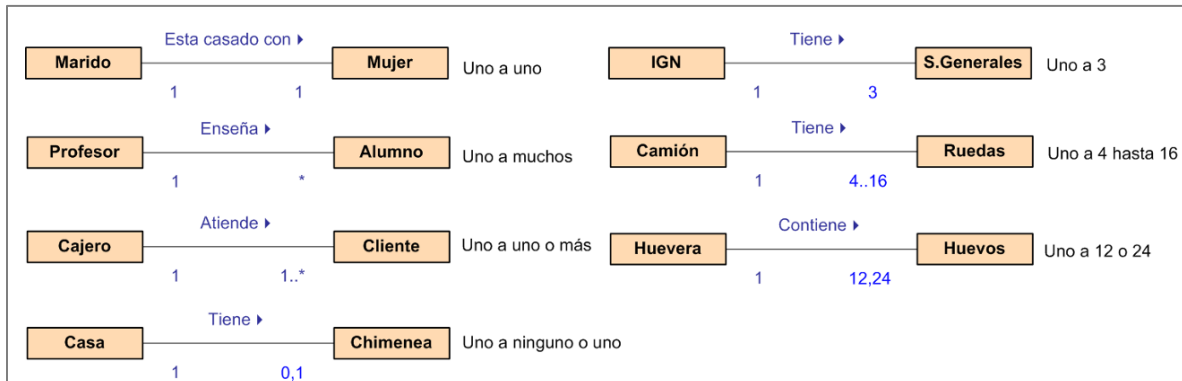 Esta casado con
Marido
Mujer
Uno a uno
1
1
Enseña
Profesor
Alumno
Uno a muchos
1
*
Atiende
Cajero
Cliente
Uno a uno o más
1
1..*
Tiene
Casa
Chimenea
Uno a ninguno o uno
1
0,1
Tiene
IGN
S.Generales
Uno a 3
1
3
Tiene
Camión
Ruedas
Uno a 4 hasta 16
1
4..16
Contiene
Huevera
Huevos
Uno a 12 o 24
1
12,24